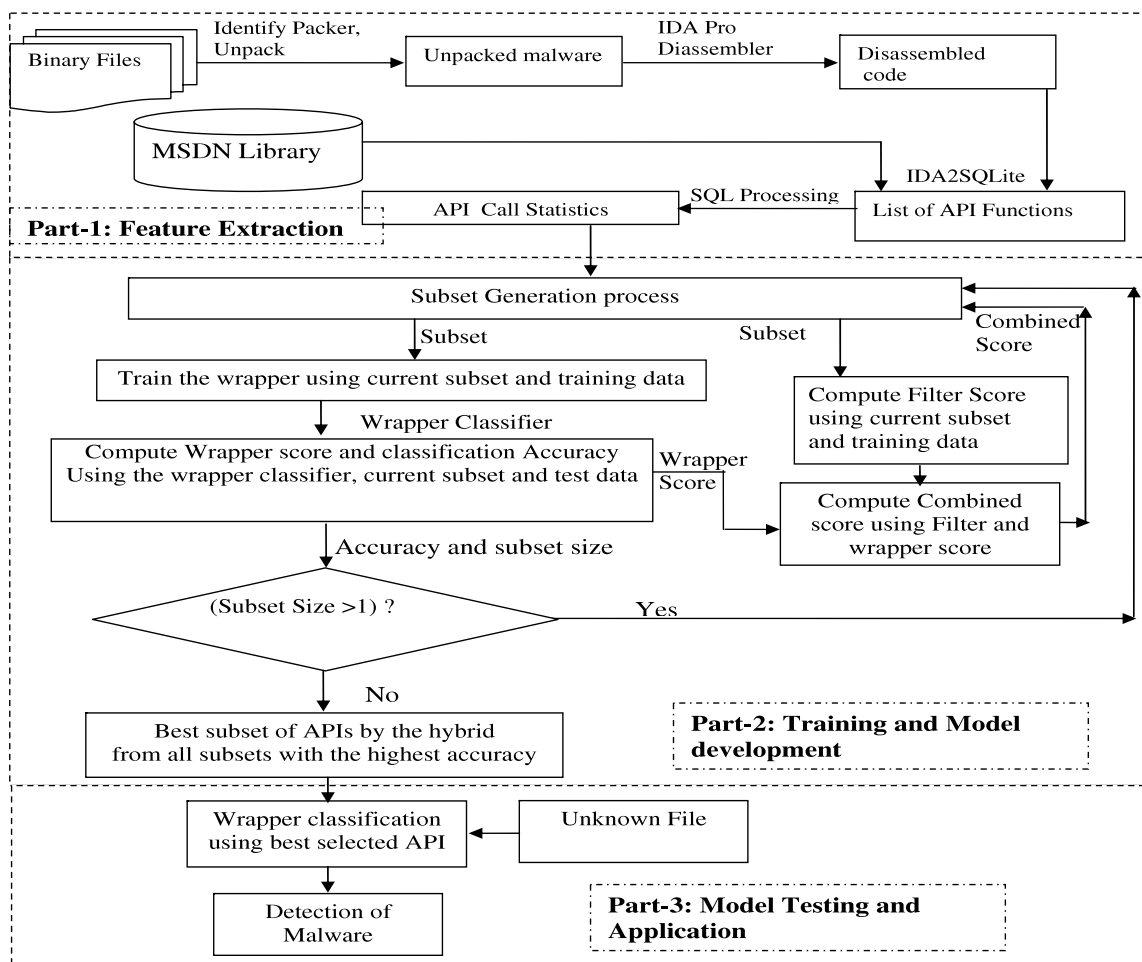 Identify Packer,
Unpack
IDA Pro
Diassembler
Binary Files
Unpacked malware
Disassembled
code
MSDN Library
IDA2SQLite
SQL Processing
API Call Statistics
List of API Functions
Part-1: Feature Extraction
Subset Generation process
Subset
Subset
Combined
Score
Train the wrapper using current subset and training data
Compute Filter Score
using current subset
and training data
Wrapper Classifier
Compute Wrapper score and classification Accuracy
Using the wrapper classifier, current subset and test data
Wrapper
Score
Compute Combined
score using Filter and
wrapper score
Accuracy and subset size
(Subset Size >1) ?
Yes
No
Best subset of APIs by the hybrid
from all subsets with the highest accuracy
Part-2: Training and Model
development
Wrapper classification
using best selected API
Unknown File
Detection of
Malware
Part-3: Model Testing and
Application